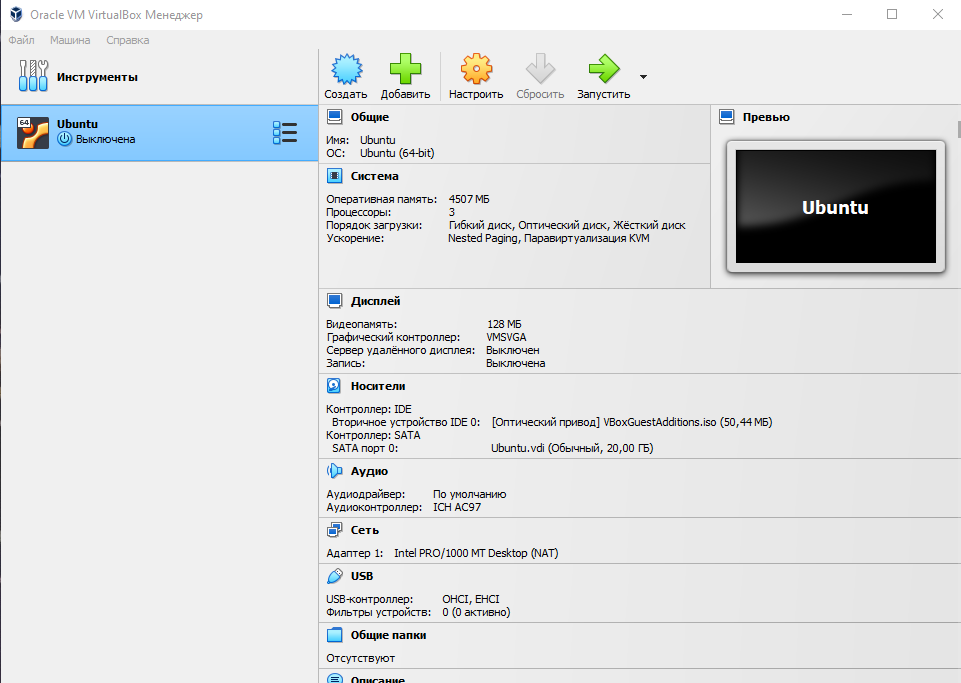 Oracle VM VirtualBox Менеджер
Файл Машина Справка
Инструменты
Создать Добавить Настроить Сбросить Запустить
64
Ubuntu
Выключена
Общие
Имя: Ubuntu
ОС: Ubuntu (64-bit)
Превью
Ubuntu
Система
Оперативная память: 4507 МБ
Процессоры: 3
Порядок загрузки: Гибкий диск, Оптический диск, Жёсткий диск
Ускорение: Nested Paging, Паравиртуализация KVM
Дисплей
Видеопамять: 128 МБ
Графический контроллер: VMSVGA
Сервер удалённого дисплея: Выключен
Запись: Выключена
Носители
Контроллер: IDE
Вторичное устройство IDE 0: [Оптический привод] VBoxGuestAdditions.iso (50,44 МБ)
Контроллер: SATA
SATA порт 0: Ubuntu.vdi (Обычный, 20,00 ГБ)
Аудио
Аудиодрайвер: По умолчанию
Аудиоконтроллер: ICH AC97
Сеть
Адаптер 1: Intel PRO/1000 MT Desktop (NAT)
USB
USB-контроллер: OHCI, EHCI
Фильтры устройств: 0 (0 активно)
Общие папки
Отсутствуют
Описание